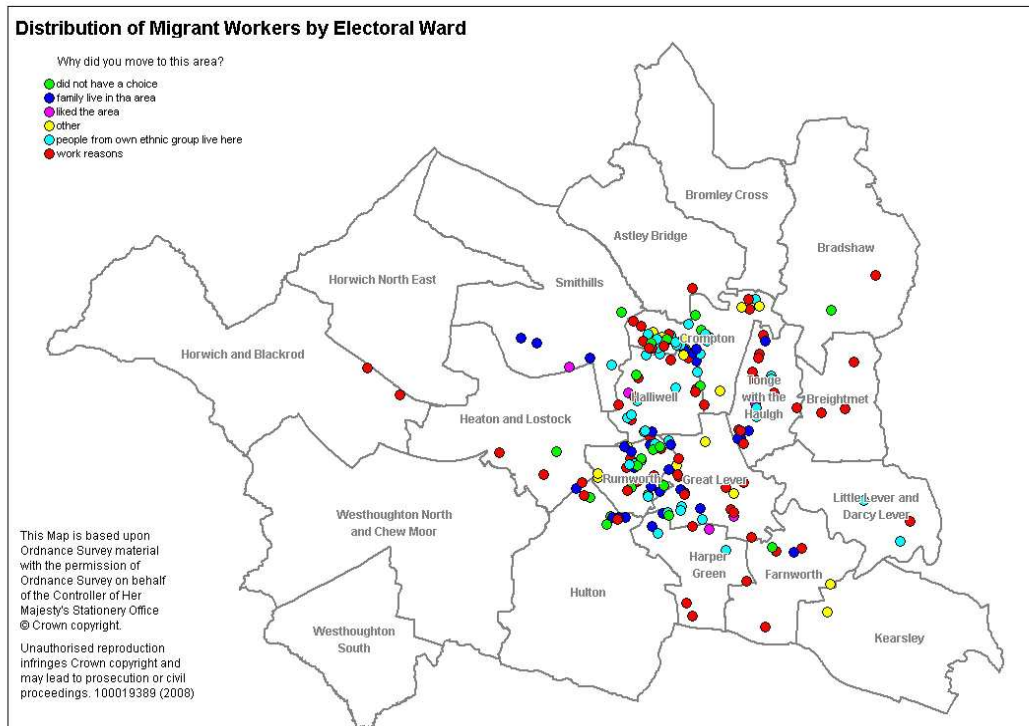 Distribution of Migrant Workers by Electoral Ward
Why did you move to this area?
did not have a choice
family live in tha area
liked the area
other
people from own ethnic group live here
work reasons
Bromley Cross
Astley Bridge
Bradshaw
Horwich North East
Smithills
Crompton
Horwich and Blackrod
Tonge
with the
Haulgh
Breightmet
Halliwell
Heaton and Lostock
Rumworth
Great Lever
Little Lever and
Darcy Lever
Westhoughton North
and Chew Moor
Harper
Green
Farnworth
Hulton
Westhoughton
South
Kearsley
This Map is based upon
Ordnance Survey material
with the permission of
Ordnance Survey on behalf
of the Controller of Her
Majesty's Stationery Office
© Crown copyright.
Unauthorised reproduction
infringes Crown copyright and
may lead to prosecution or civil
proceedings. 100019389 (2008)